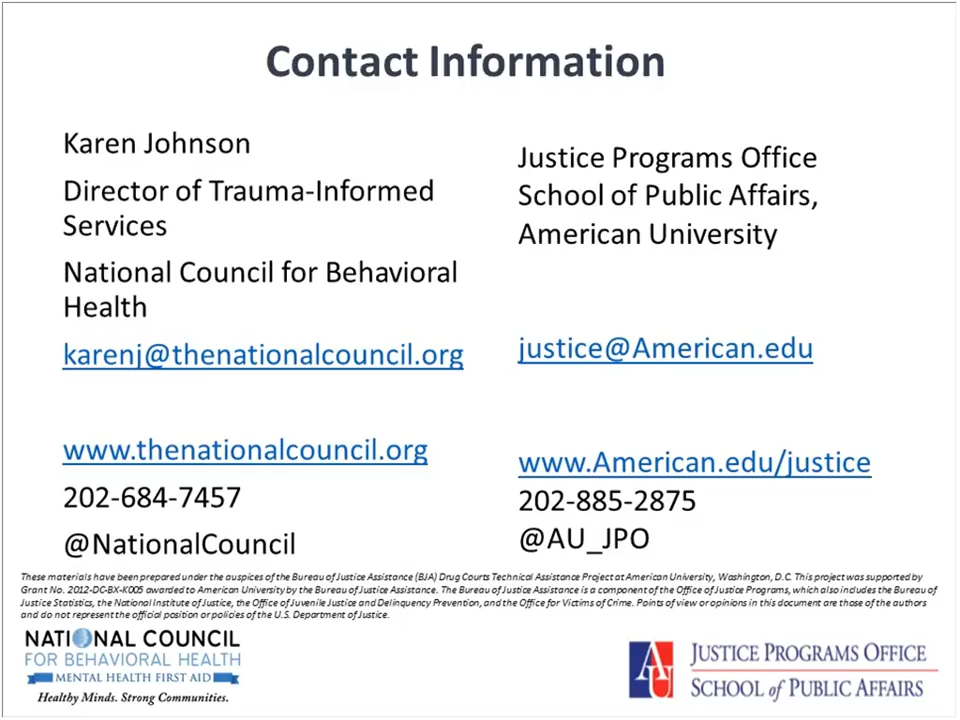 Contact Information
Karen Johnson
Director of Trauma-Informed
Services
National Council for Behavioral
Health
karenj@thenationalcouncil.org
www.thenationalcouncil.org
202-684-7457
@NationalCouncil
Justice Programs Office
School of Public Affairs,
American University
justice@American.edu
www.American.edu/justice
202-885-2875
@AU_JPO
These materials have been prepared under the auspices of the Bureau of Justice Assistance (BJA) Drug Courts Technical Assistance Project at American University, Washington, D.C. This project was supported by
Grant No. 2012-DC-BX-K005 awarded to American University by the Bureau of Justice Assistance. The Bureau of Justice Assistance is a component of the Office of Justice Programs, which also includes the Bureau of
Justice Statistics, the National Institute of Justice, the Office of Juvenile Justice and Delinquency Prevention, and the Office for Victims of Crime. Points of view or opinions in this document are those of the authors
and do not represent the official position or policies of the U.S. Department of Justice.
NATIONAL COUNCIL
FOR BEHAVIORAL HEALTH
MENTAL HEALTH FIRST AID
Healthy Minds. Strong Communities.
AU
JUSTICE PROGRAMS OFFICE
SCHOOL of PUBLIC AFFAIRS